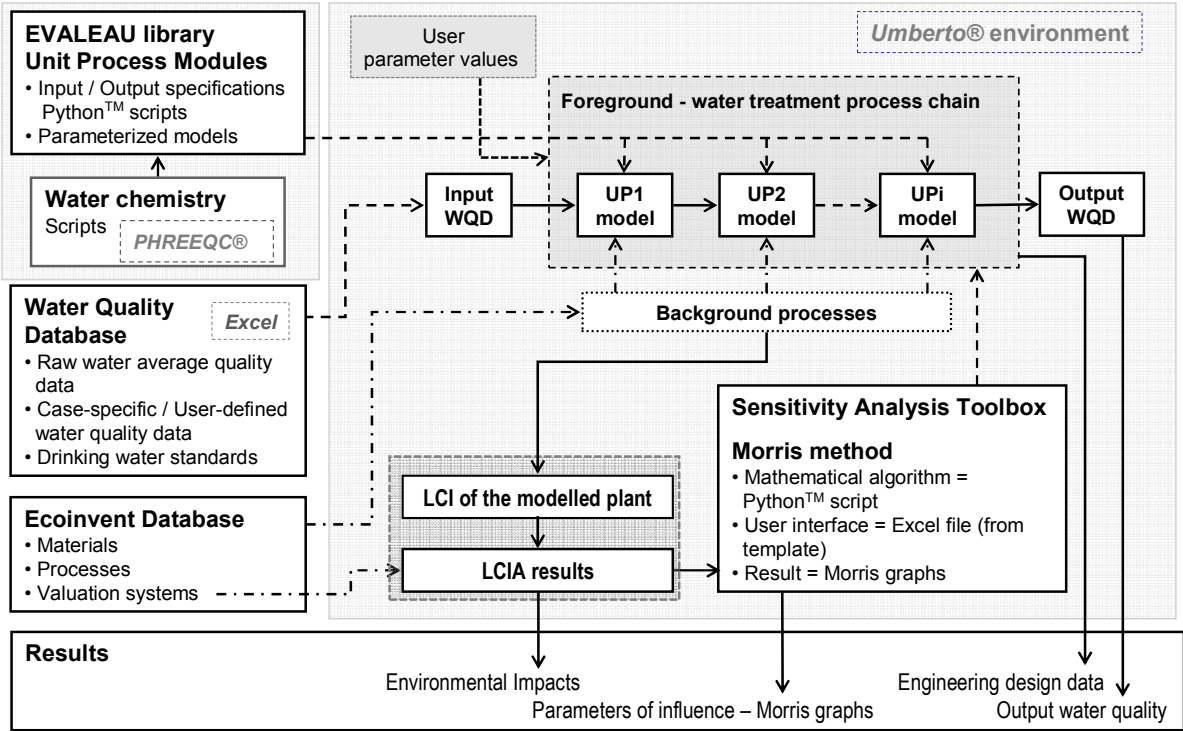 EVALEAU library
Unit Process Modules
• Input / Output specifications
Python™ scripts
• Parameterized models
Water chemistry
Scripts
PHREEQC®
Water Quality
Database
Excel
• Raw water average quality
data
• Case-specific / User-defined
water quality data
• Drinking water standards
Ecoinvent Database
• Materials
• Processes
• Valuation systems
User
parameter values
Umberto® environment
Foreground - water treatment process chain
Input
WQD
UP1
model
UP2
model
UPi
model
Output
WQD
Background processes
LCI of the modelled plant
LCIA results
Sensitivity Analysis Toolbox
Morris method
• Mathematical algorithm =
Python™ script
• User interface = Excel file (from
template)
• Result = Morris graphs
Results
Environmental Impacts
Parameters of influence – Morris graphs
Engineering design data
Output water quality